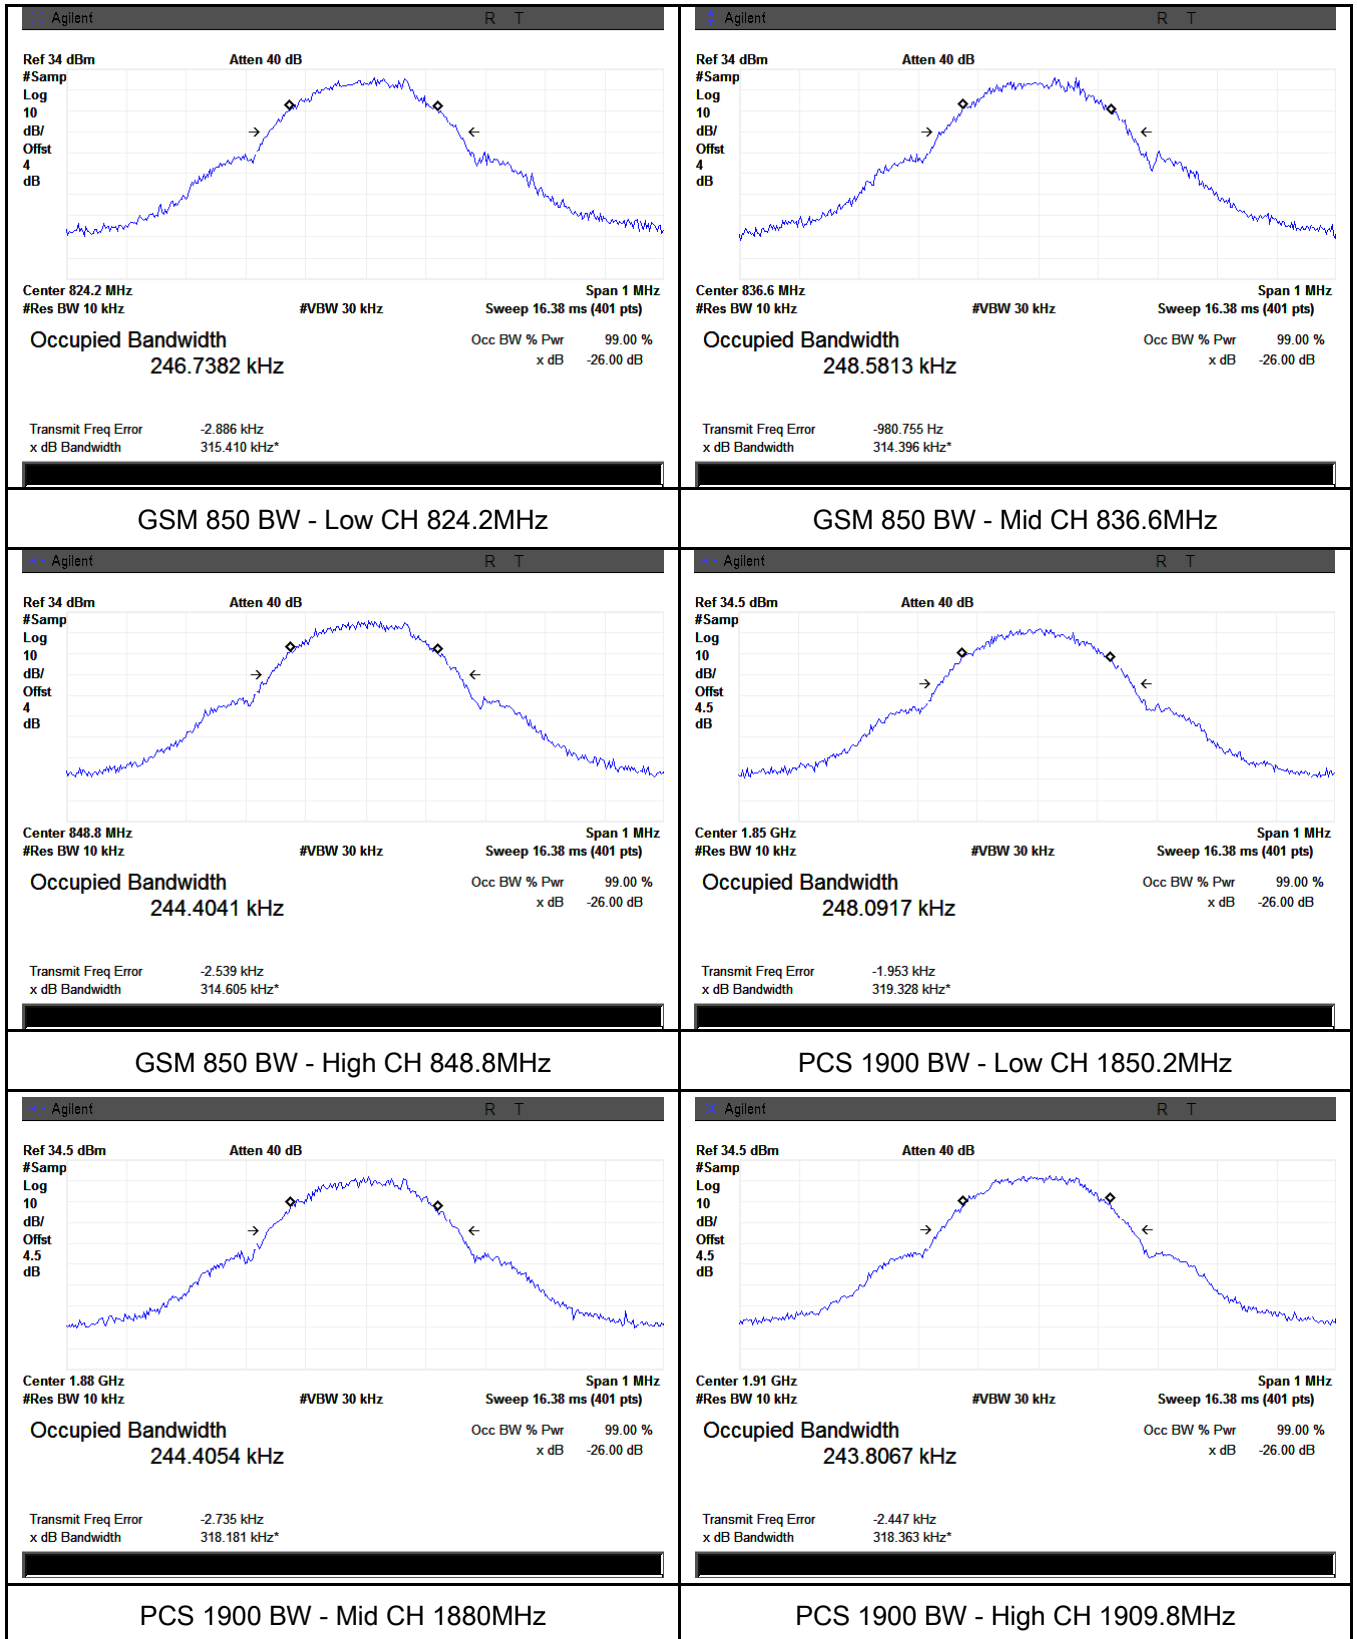 Agilent R T
Ref 34 dBm Atten 40 dB
#Samp
Log
10
dB/
Offst
4
dB
Center 824.2 MHz Span 1 MHz
#Res BW 10 kHz #VBW 30 kHz Sweep 16.38 ms (401 pts)
Occupied Bandwidth Occ BW % Pwr 99.00 %
246.7382 kHz x dB -26.00 dB
Transmit Freq Error -2.886 kHz
x dB Bandwidth 315.410 kHz*
GSM 850 BW - Low CH 824.2MHz
Agilent R T
Ref 34 dBm Atten 40 dB
#Samp
Log
10
dB/
Offst
4
dB
Center 836.6 MHz Span 1 MHz
#Res BW 10 kHz #VBW 30 kHz Sweep 16.38 ms (401 pts)
Occupied Bandwidth Occ BW % Pwr 99.00 %
248.5813 kHz x dB -26.00 dB
Transmit Freq Error -980.755 Hz
x dB Bandwidth 314.396 kHz*
GSM 850 BW - Mid CH 836.6MHz
Agilent R T
Ref 34 dBm Atten 40 dB
#Samp
Log
10
dB/
Offst
4
dB
Center 848.8 MHz Span 1 MHz
#Res BW 10 kHz #VBW 30 kHz Sweep 16.38 ms (401 pts)
Occupied Bandwidth Occ BW % Pwr 99.00 %
244.4041 kHz x dB -26.00 dB
Transmit Freq Error -2.539 kHz
x dB Bandwidth 314.605 kHz*
GSM 850 BW - High CH 848.8MHz
Agilent R T
Ref 34.5 dBm Atten 40 dB
#Samp
Log
10
dB/
Offst
4.5
dB
Center 1.85 GHz Span 1 MHz
#Res BW 10 kHz #VBW 30 kHz Sweep 16.38 ms (401 pts)
Occupied Bandwidth Occ BW % Pwr 99.00 %
248.0917 kHz x dB -26.00 dB
Transmit Freq Error -1.953 kHz
x dB Bandwidth 319.328 kHz*
PCS 1900 BW - Low CH 1850.2MHz
Agilent R T
Ref 34.5 dBm Atten 40 dB
#Samp
Log
10
dB/
Offst
4.5
dB
Center 1.88 GHz Span 1 MHz
#Res BW 10 kHz #VBW 30 kHz Sweep 16.38 ms (401 pts)
Occupied Bandwidth Occ BW % Pwr 99.00 %
244.4054 kHz x dB -26.00 dB
Transmit Freq Error -2.735 kHz
x dB Bandwidth 318.181 kHz*
PCS 1900 BW - Mid CH 1880MHz
Agilent R T
Ref 34.5 dBm Atten 40 dB
#Samp
Log
10
dB/
Offst
4.5
dB
Center 1.91 GHz Span 1 MHz
#Res BW 10 kHz #VBW 30 kHz Sweep 16.38 ms (401 pts)
Occupied Bandwidth Occ BW % Pwr 99.00 %
243.8067 kHz x dB -26.00 dB
Transmit Freq Error -2.447 kHz
x dB Bandwidth 318.363 kHz*
PCS 1900 BW - High CH 1909.8MHz